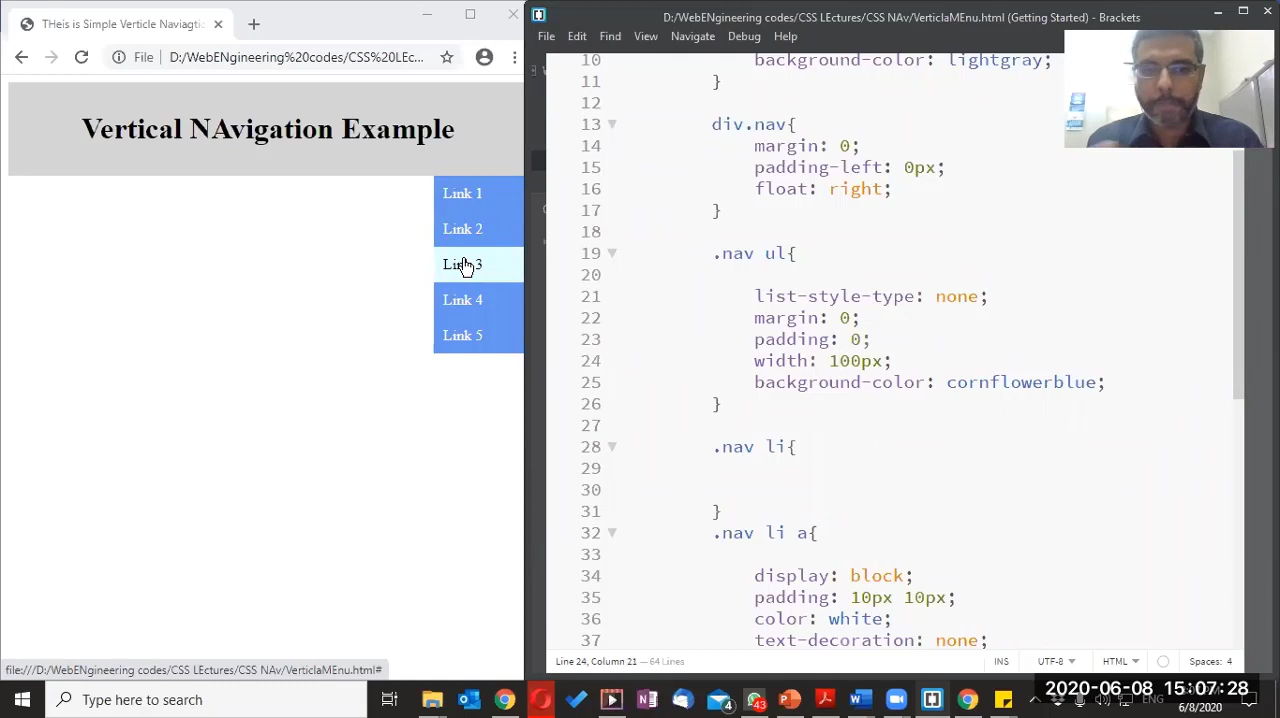 THeis is Simple Verticle Naviagtio
D:/WebENgineering codes/CSS LEctures/CSS NAv/VerticlaMEnu.html (Getting Started) - Brackets
File Edit Find View Navigate Debug Help
File D:/WebENgineering%20codes/CSS%20LEc...
Vertical NAvigation Example
Link 1
Link 2
Link 3
Link 4
Link 5
10 background-color: lightgray;
11 }
12
13 div.nav{
14 margin: 0;
15 padding-left: 0px;
16 float: right;
17 }
18
19 .nav ul{
20
21 list-style-type: none;
22 margin: 0;
23 padding: 0;
24 width: 100px;
25 background-color: cornflowerblue;
26 }
27
28 .nav li{
29
30
31 }
32 .nav li a{
33
34 display: block;
35 padding: 10px 10px;
36 color: white;
37 text-decoration: none;
file:///D:/WebENgineering codes/CSS LEctures/CSS NAv/VerticlaMEnu.html#
Line 24, Column 21 — 64 Lines
INS UTF-8 HTML Spaces: 4
Type here to search
4
43
ENG
2020-06-08 15:07:28
6/8/2020